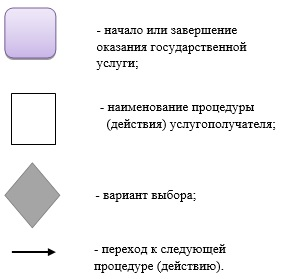 - начало или завершение
оказания государственной
услуги;
- наименование процедуры
(действия) услугополучателя;
- вариант выбора;
- переход к следующей
процедуре (действию).